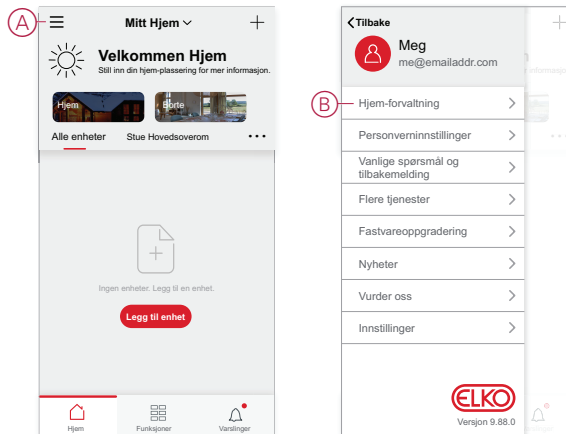 A
Mitt Hjem
Velkommen Hjem
Still inn din hjem-plassering for mer informasjon.
Hjem
Borte
Alle enheter
Stue Hovedsoverom
Ingen enheter. Legg til en enhet.
Legg til enhet
Hjem
Funksjoner
Varslinger
Tilbake
Meg
me@emailaddr.com
B
Hjem-forvaltning
Personverninnstillinger
Vanlige spørsmål og
tilbakemelding
Flere tjenester
Fastvareoppgradering
Nyheter
Vurder oss
Innstillinger
ELKO
Versjon 9.88.0
informasjon.